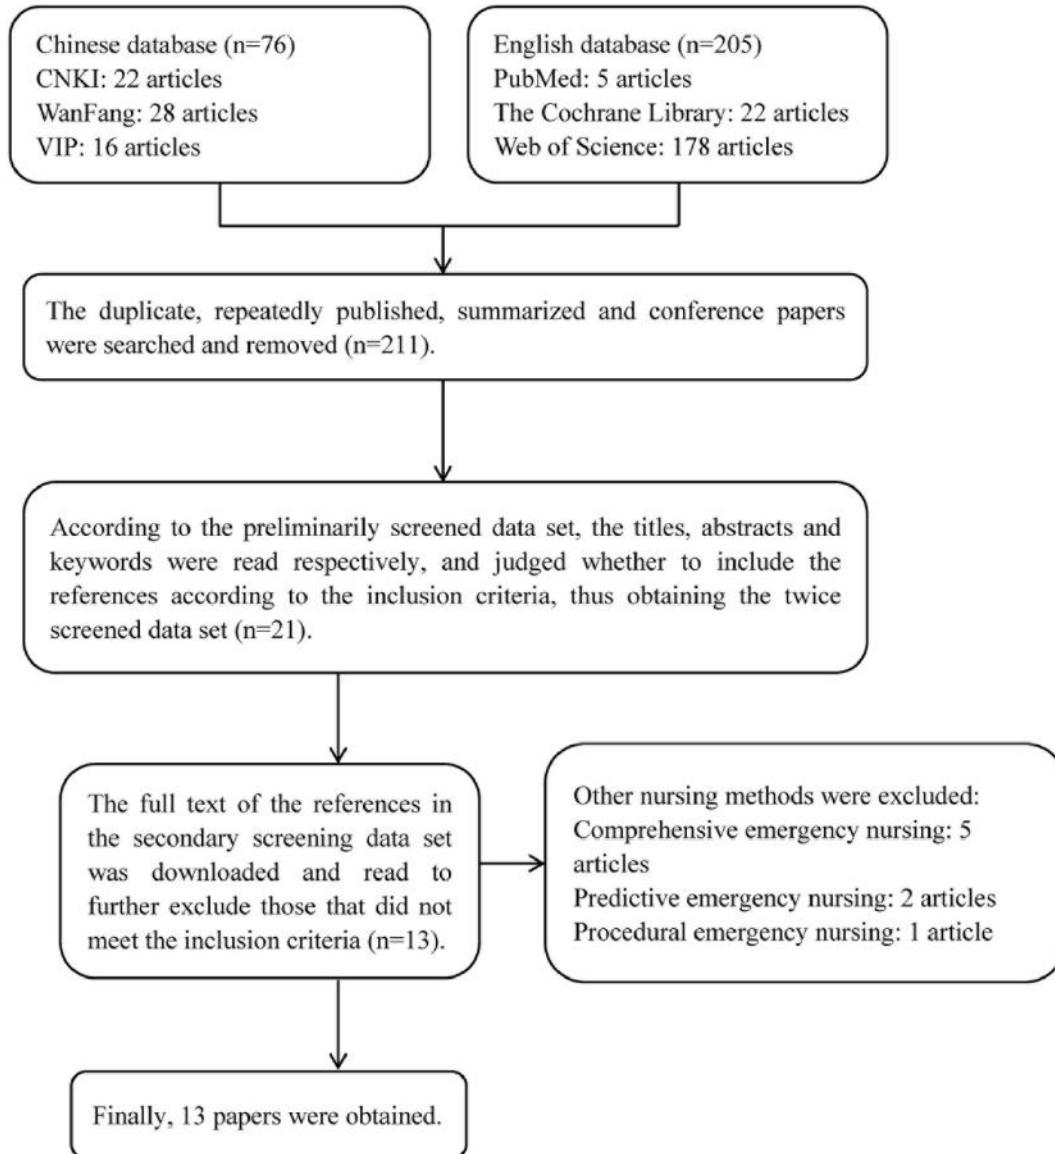 Chinese database (n=76)
CNKI: 22 articles
WanFang: 28 articles
VIP: 16 articles
English database (n=205)
PubMed: 5 articles
The Cochrane Library: 22 articles
Web of Science: 178 articles
The duplicate, repeatedly published, summarized and conference papers
were searched and removed (n=211).
According to the preliminarily screened data set, the titles, abstracts and
keywords were read respectively, and judged whether to include the
references according to the inclusion criteria, thus obtaining the twice
screened data set (n=21).
The full text of the references in
the secondary screening data set
was downloaded and read to
further exclude those that did not
meet the inclusion criteria (n=13).
Other nursing methods were excluded:
Comprehensive emergency nursing: 5
articles
Predictive emergency nursing: 2 articles
Procedural emergency nursing: 1 article
Finally, 13 papers were obtained.